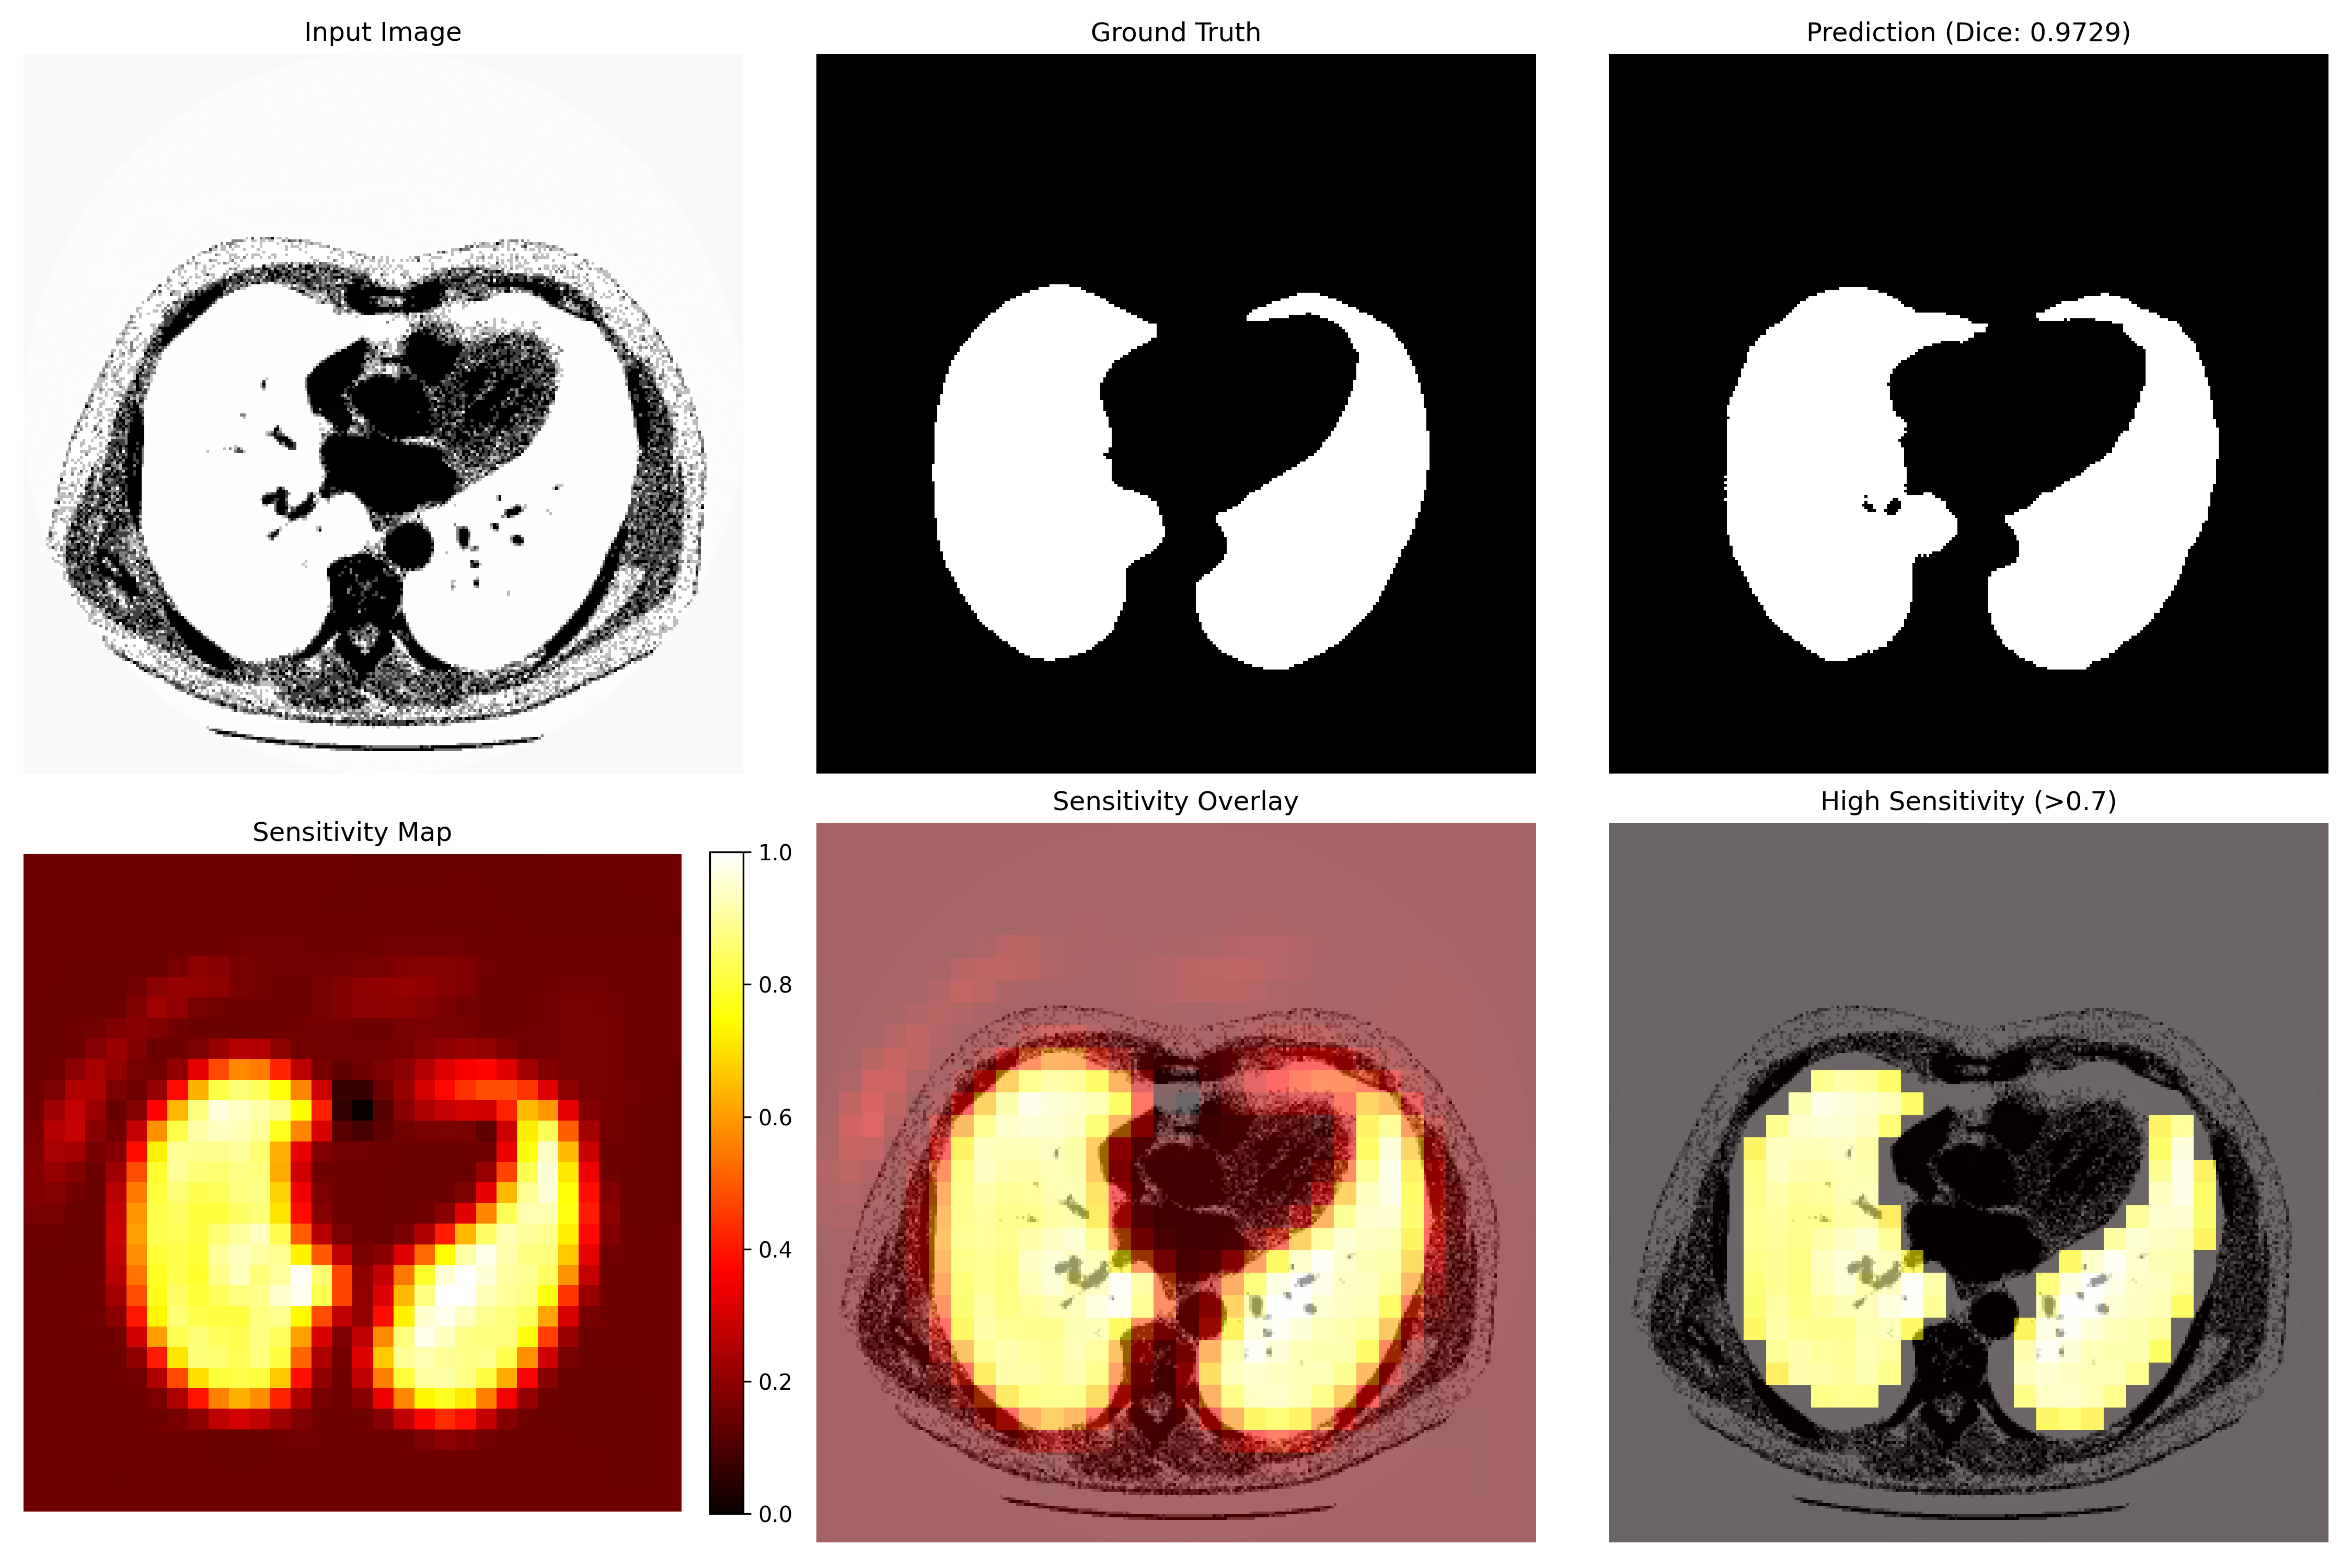 Input Image
Ground Truth
Prediction (Dice: 0.9729)
Sensitivity Map
1.0
0.8
0.6
0.4
0.2
0.0
Sensitivity Overlay
High Sensitivity (>0.7)